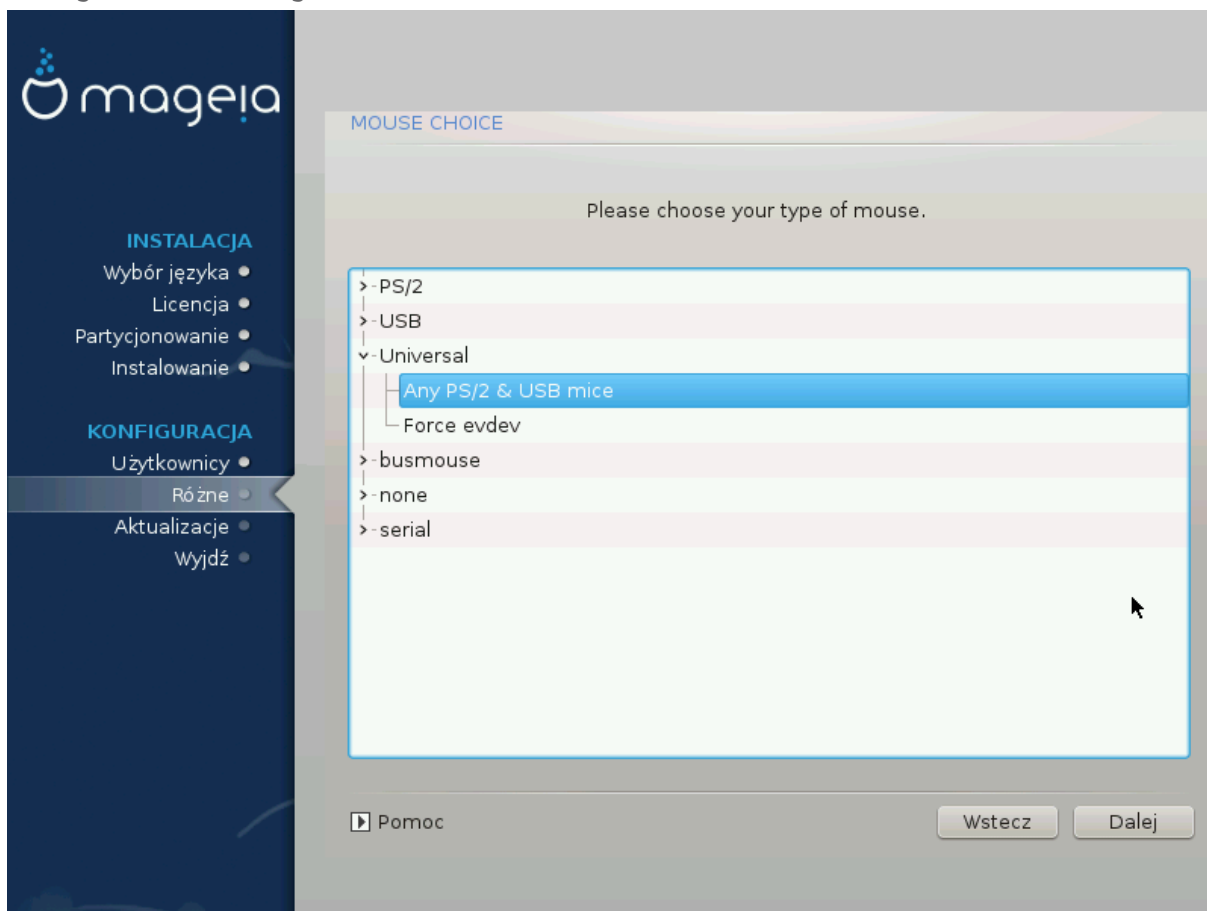 mageia
INSTALACJA
Wybór języka
Licencja
Partycjonowanie
Instalowanie
KONFIGURACJA
Użytkownicy
Różne
Aktualizacje
Wyjdź
MOUSE CHOICE
Please choose your type of mouse.
PS/2
USB
Universal
Any PS/2 & USB mice
Force evdev
busmouse
none
serial
Pomoc
Wstecz
Dalej